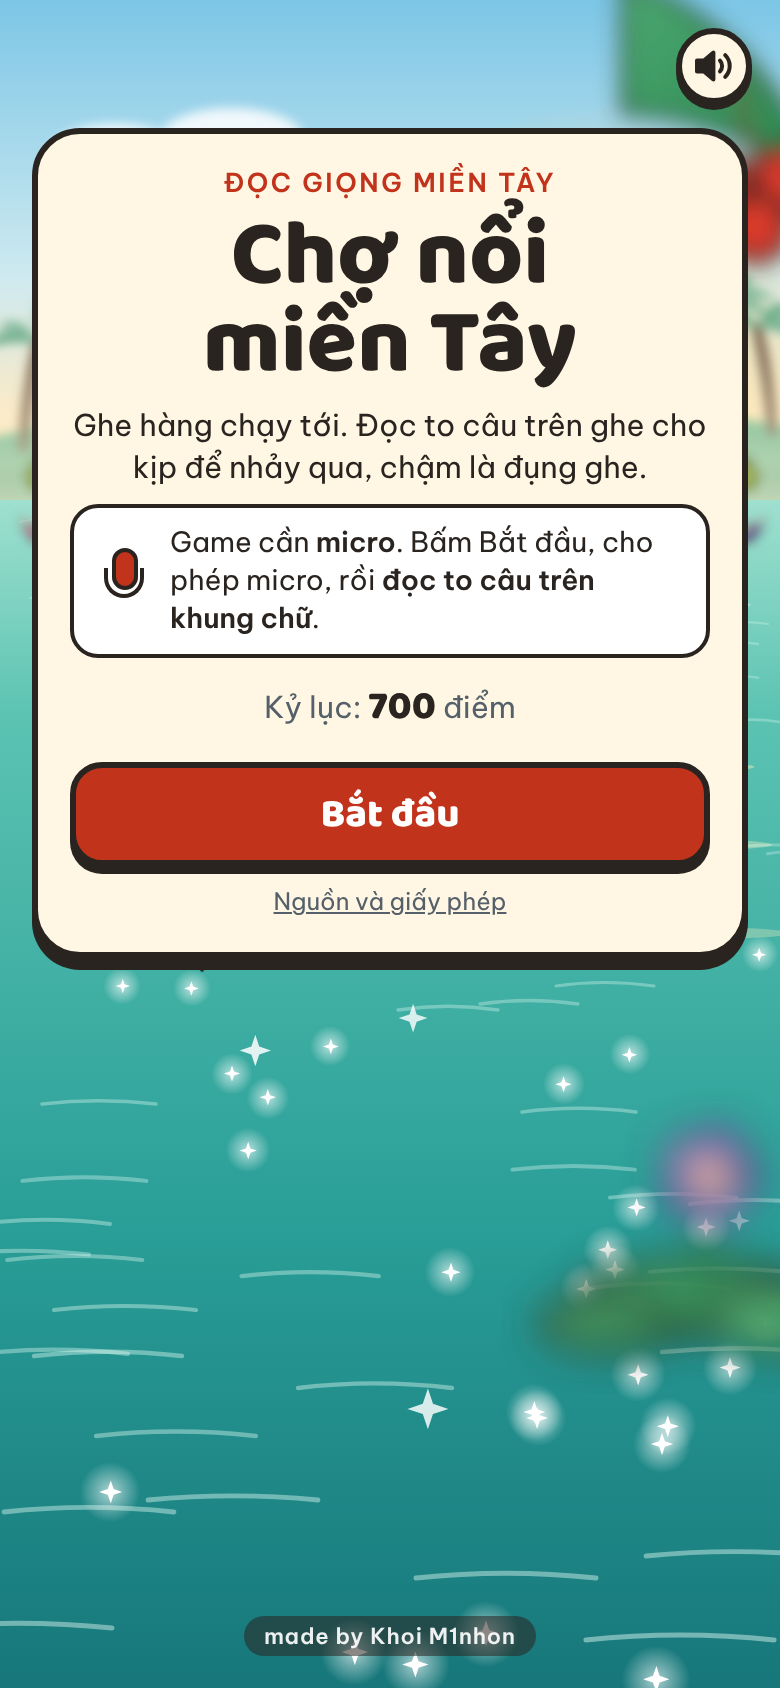 ĐỌC GIỌNG MIỀN TÂY
Chợ nổi
miền Tây
Ghe hàng chạy tới. Đọc to câu trên ghe cho
kịp để nhảy qua, chậm là đụng ghe.
Game cần micro. Bấm Bắt đầu, cho
phép micro, rồi đọc to câu trên
khung chữ.
Kỷ lục: 700 điểm
Bắt đầu
Nguồn và giấy phép
made by Khoi M1nhon